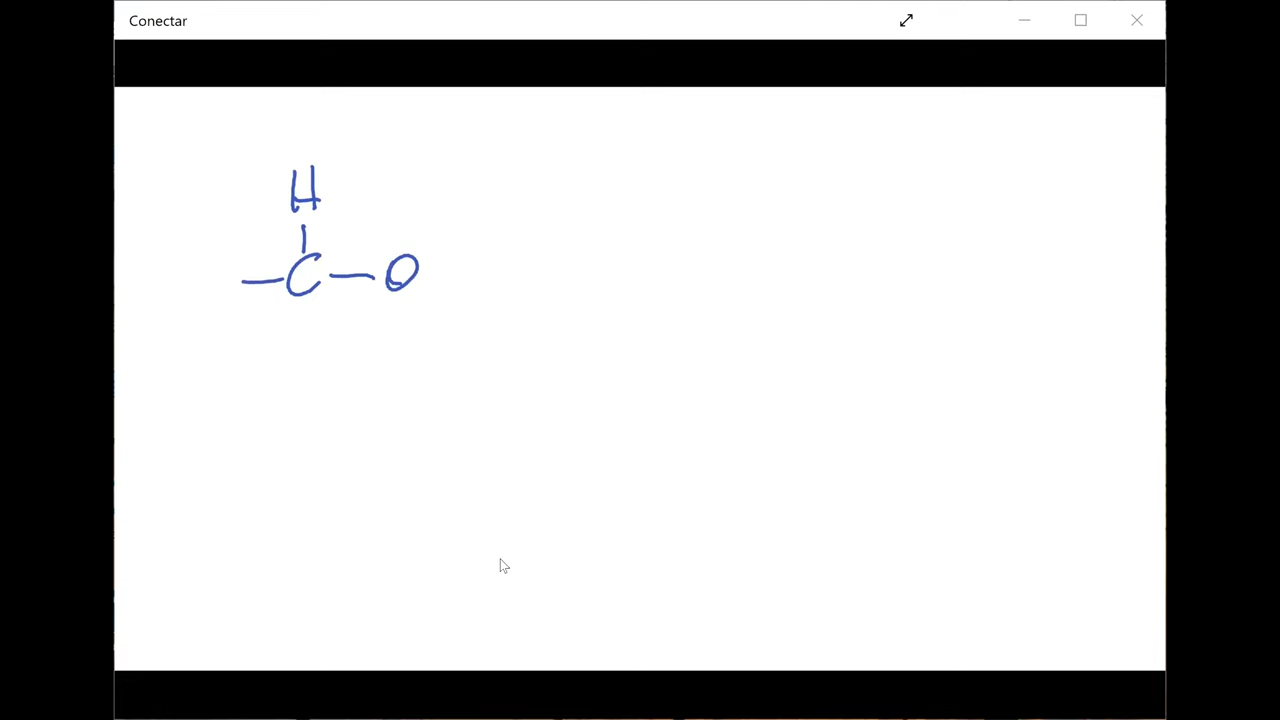 Conectar
H
— C — O